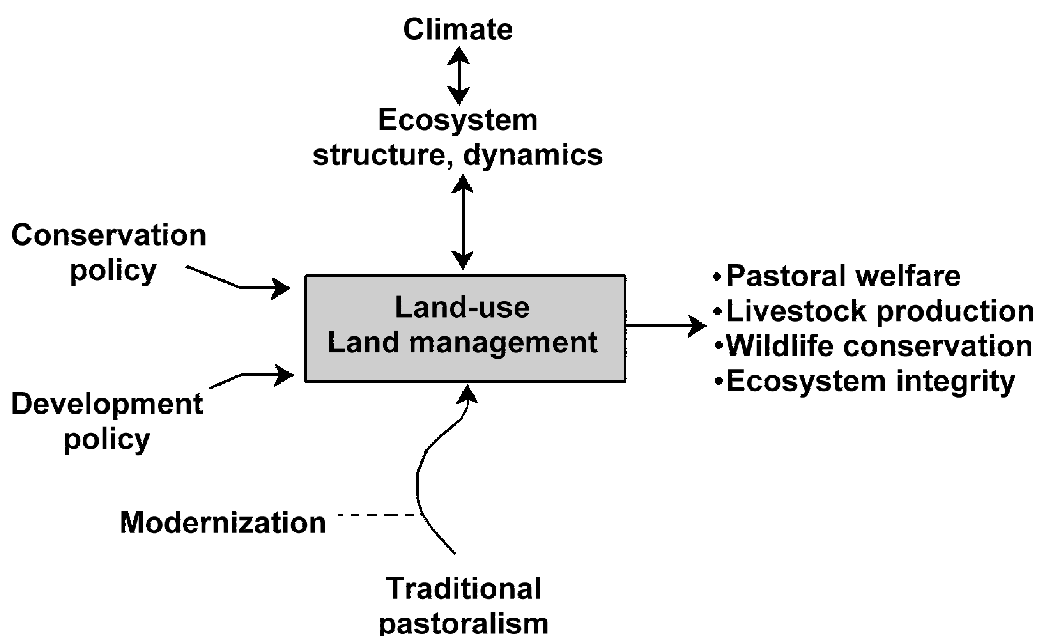 Climate
Ecosystem
structure, dynamics
Conservation
policy
Land-use
Land management
•Pastoral welfare
•Livestock production
•Wildlife conservation
•Ecosystem integrity
Development
policy
Modernization
Traditional
pastoralism